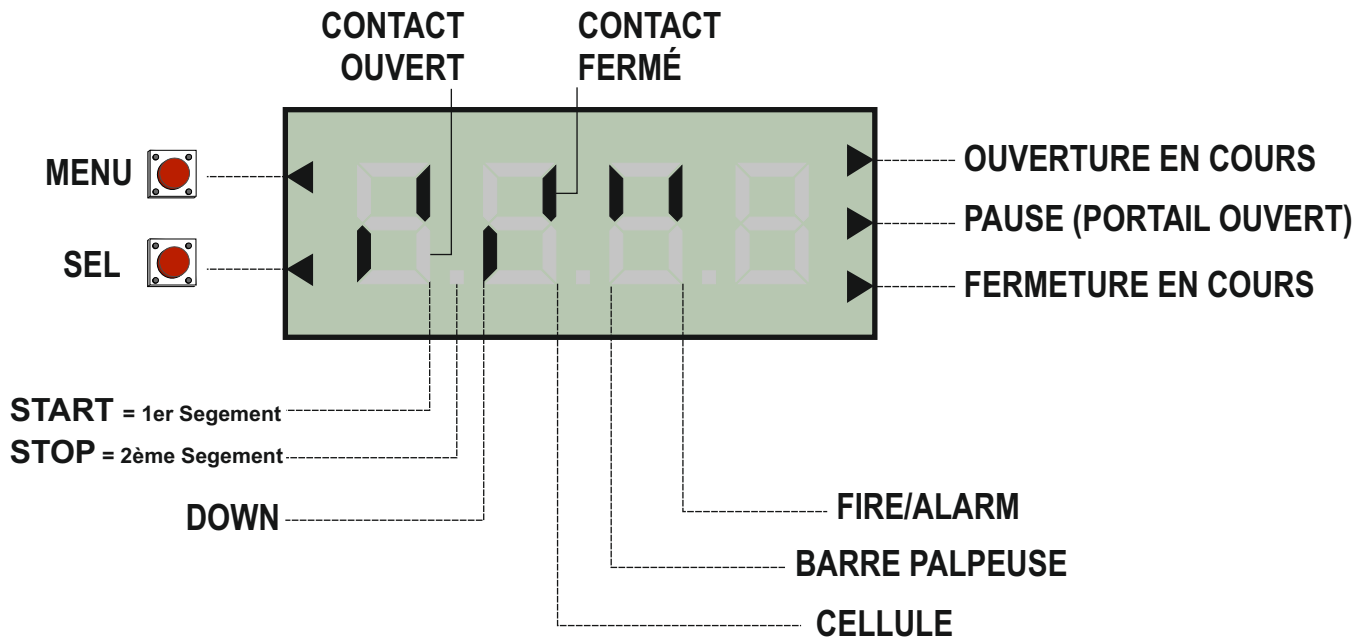 CONTACT
OUVERT
CONTACT
FERMÉ
MENU
SEL
OUVERTURE EN COURS
PAUSE (PORTAIL OUVERT)
FERMETURE EN COURS
START = 1er Segement
STOP = 2ème Segement
DOWN
FIRE/ALARM
BARRE PALPEUSE
CELLULE